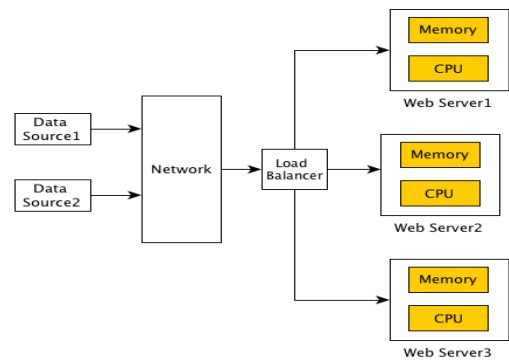 Data
Source1
Data
Source2
Network
Load
Balancer
Memory
CPU
Web Server1
Memory
CPU
Web Server2
Memory
CPU
Web Server3